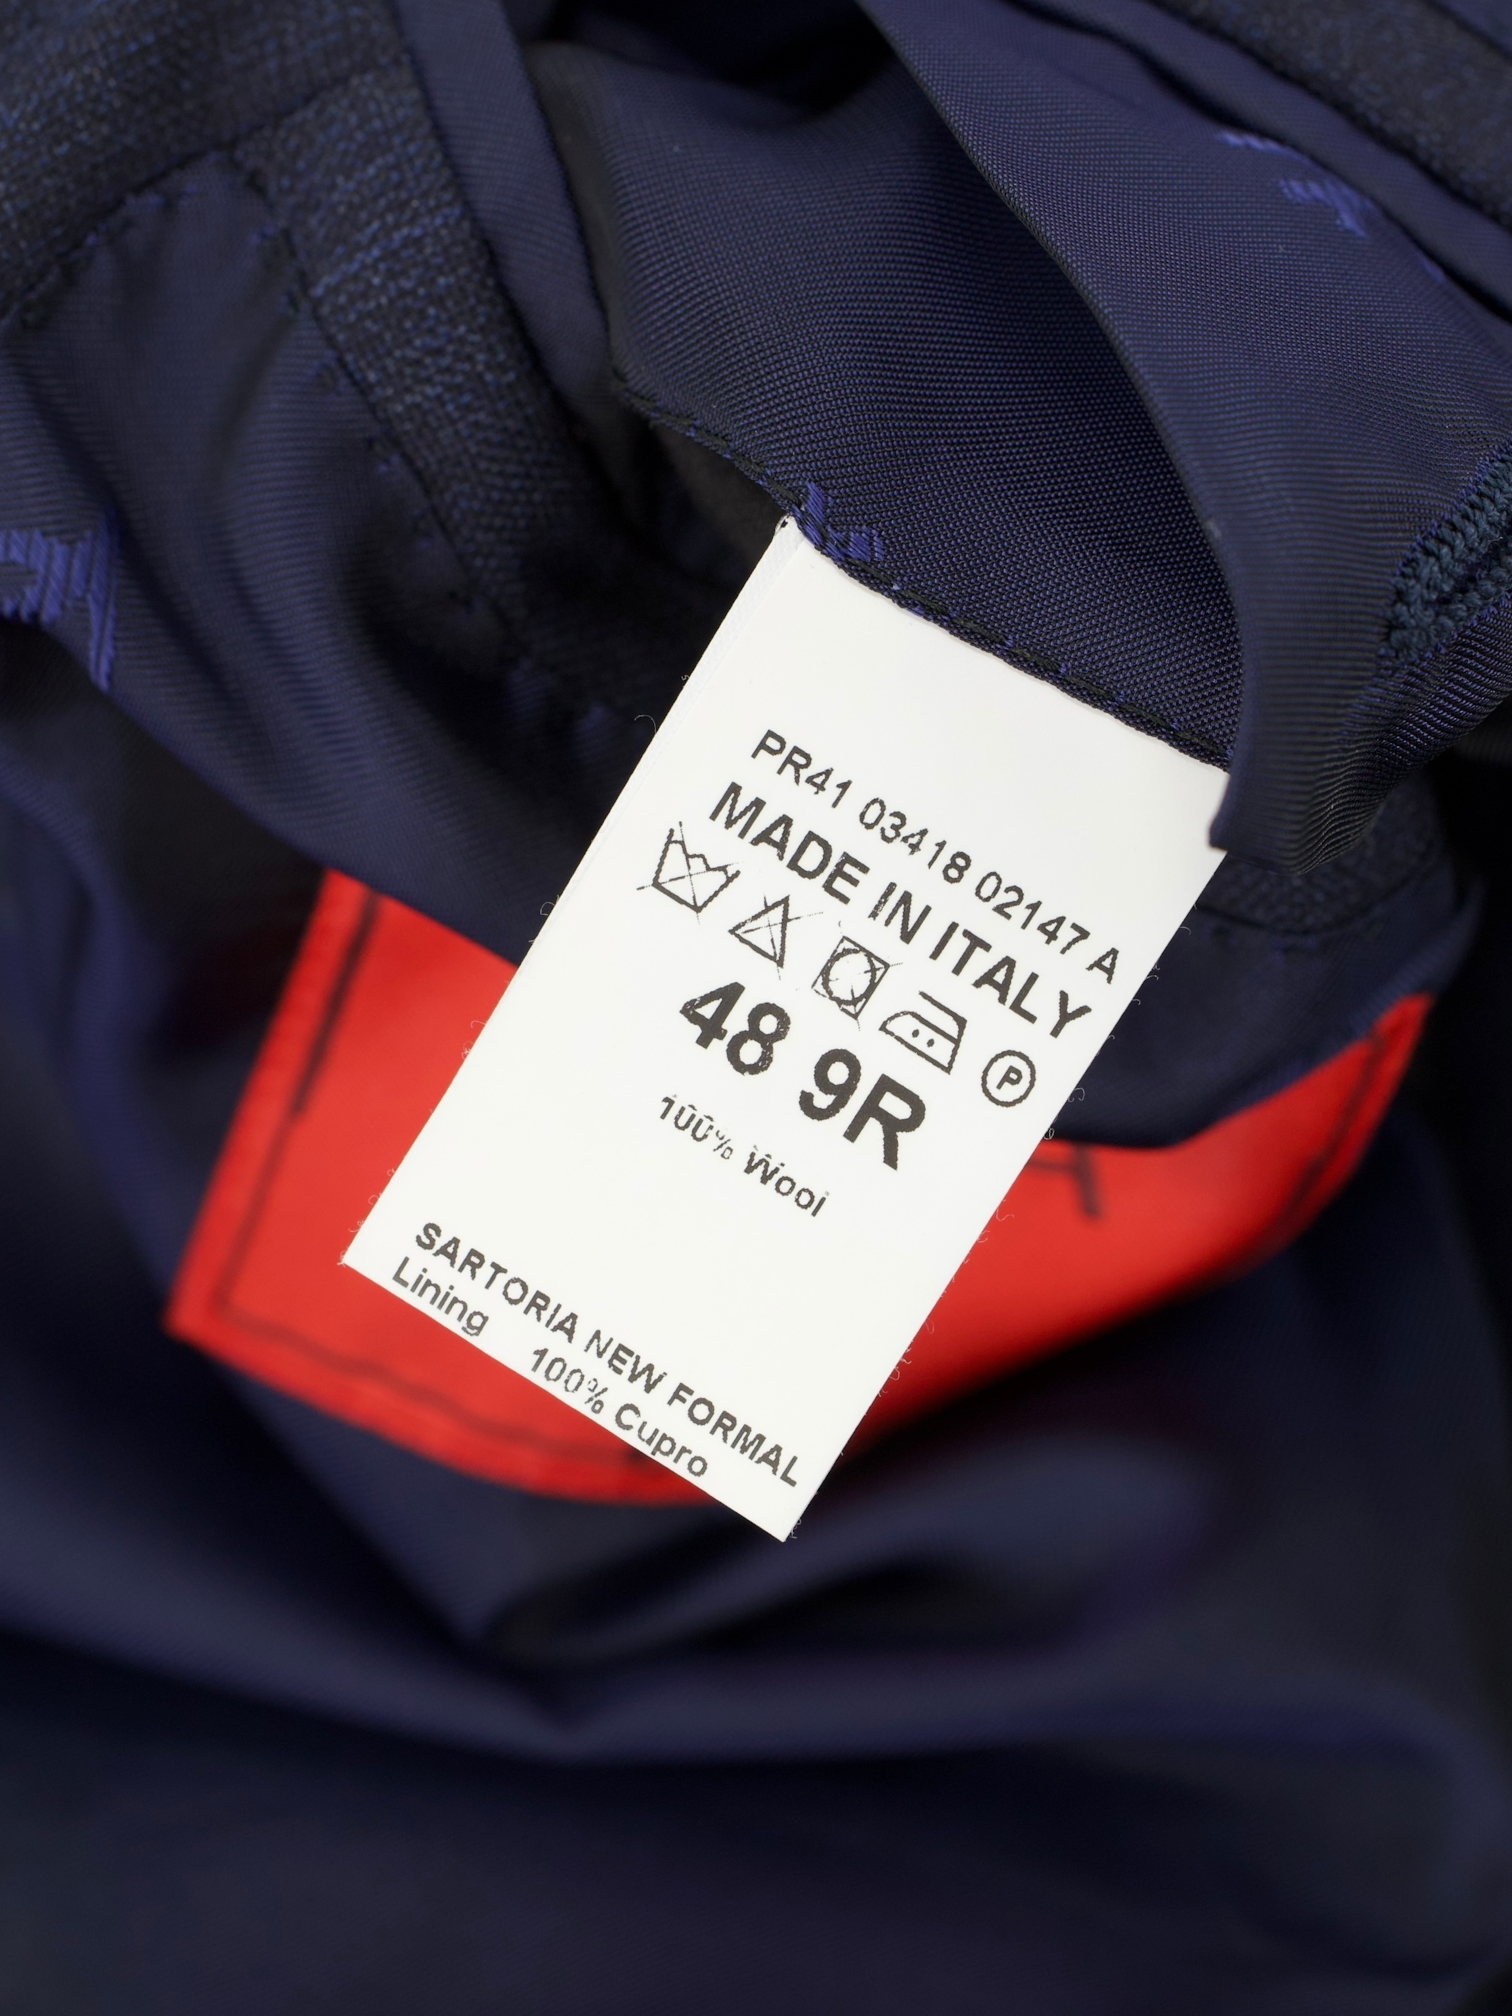 PR41 03418 02147 A
MADE IN ITALY
P
48 9R
100% Wool
SARTORIA NEW FORMAL
Lining 100% Cupro